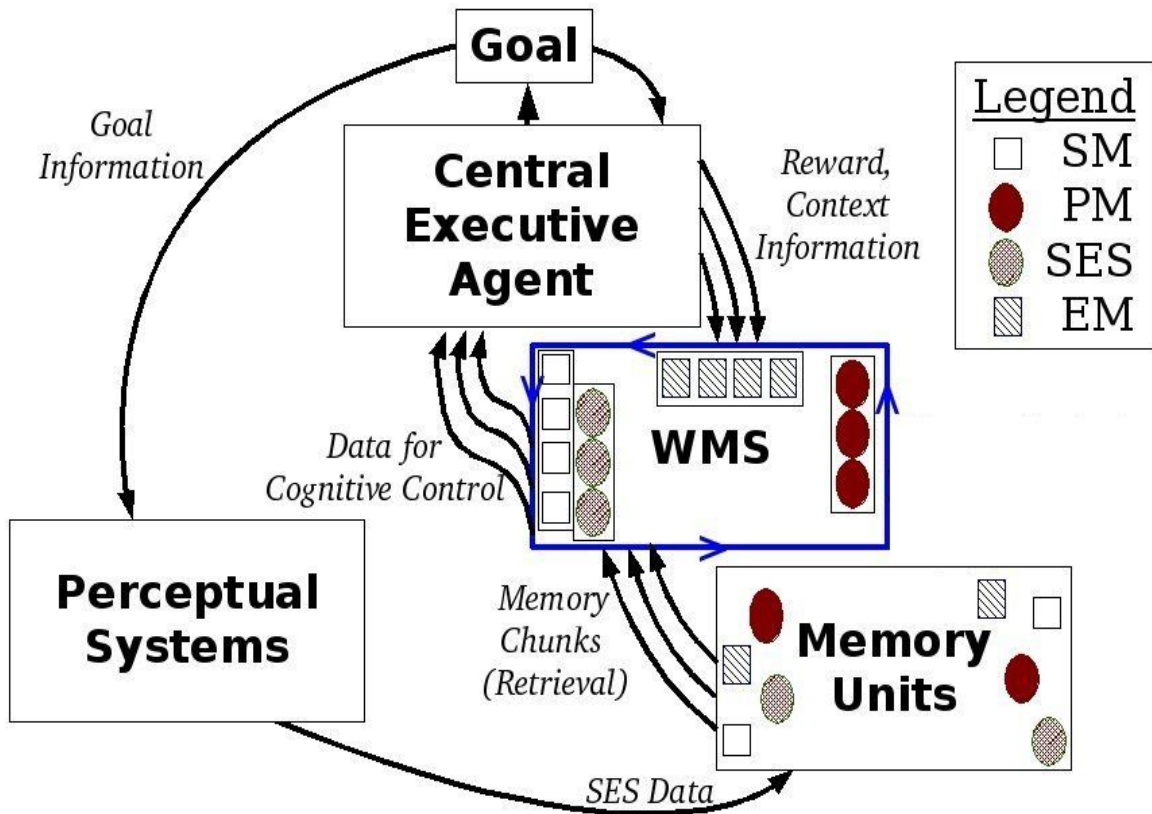 Goal
Goal
Information
Central
Executive
Agent
Reward,
Context
Information
Legend
SM
PM
SES
EM
Data for
Cognitive Control
WMS
Perceptual
Systems
Memory
Chunks
(Retrieval)
Memory
Units
SES Data